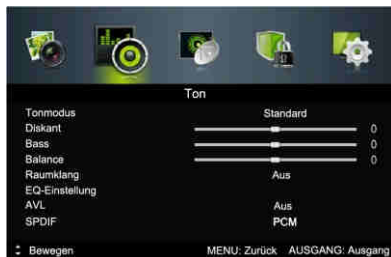 Ton
Tonmodus Standard
Diskant 0
Bass 0
Balance 0
Raumklang Aus
EQ-Einstellung
AVL Aus
SPDIF PCM
Bewegen MENU: Zurück AUSGANG: Ausgang